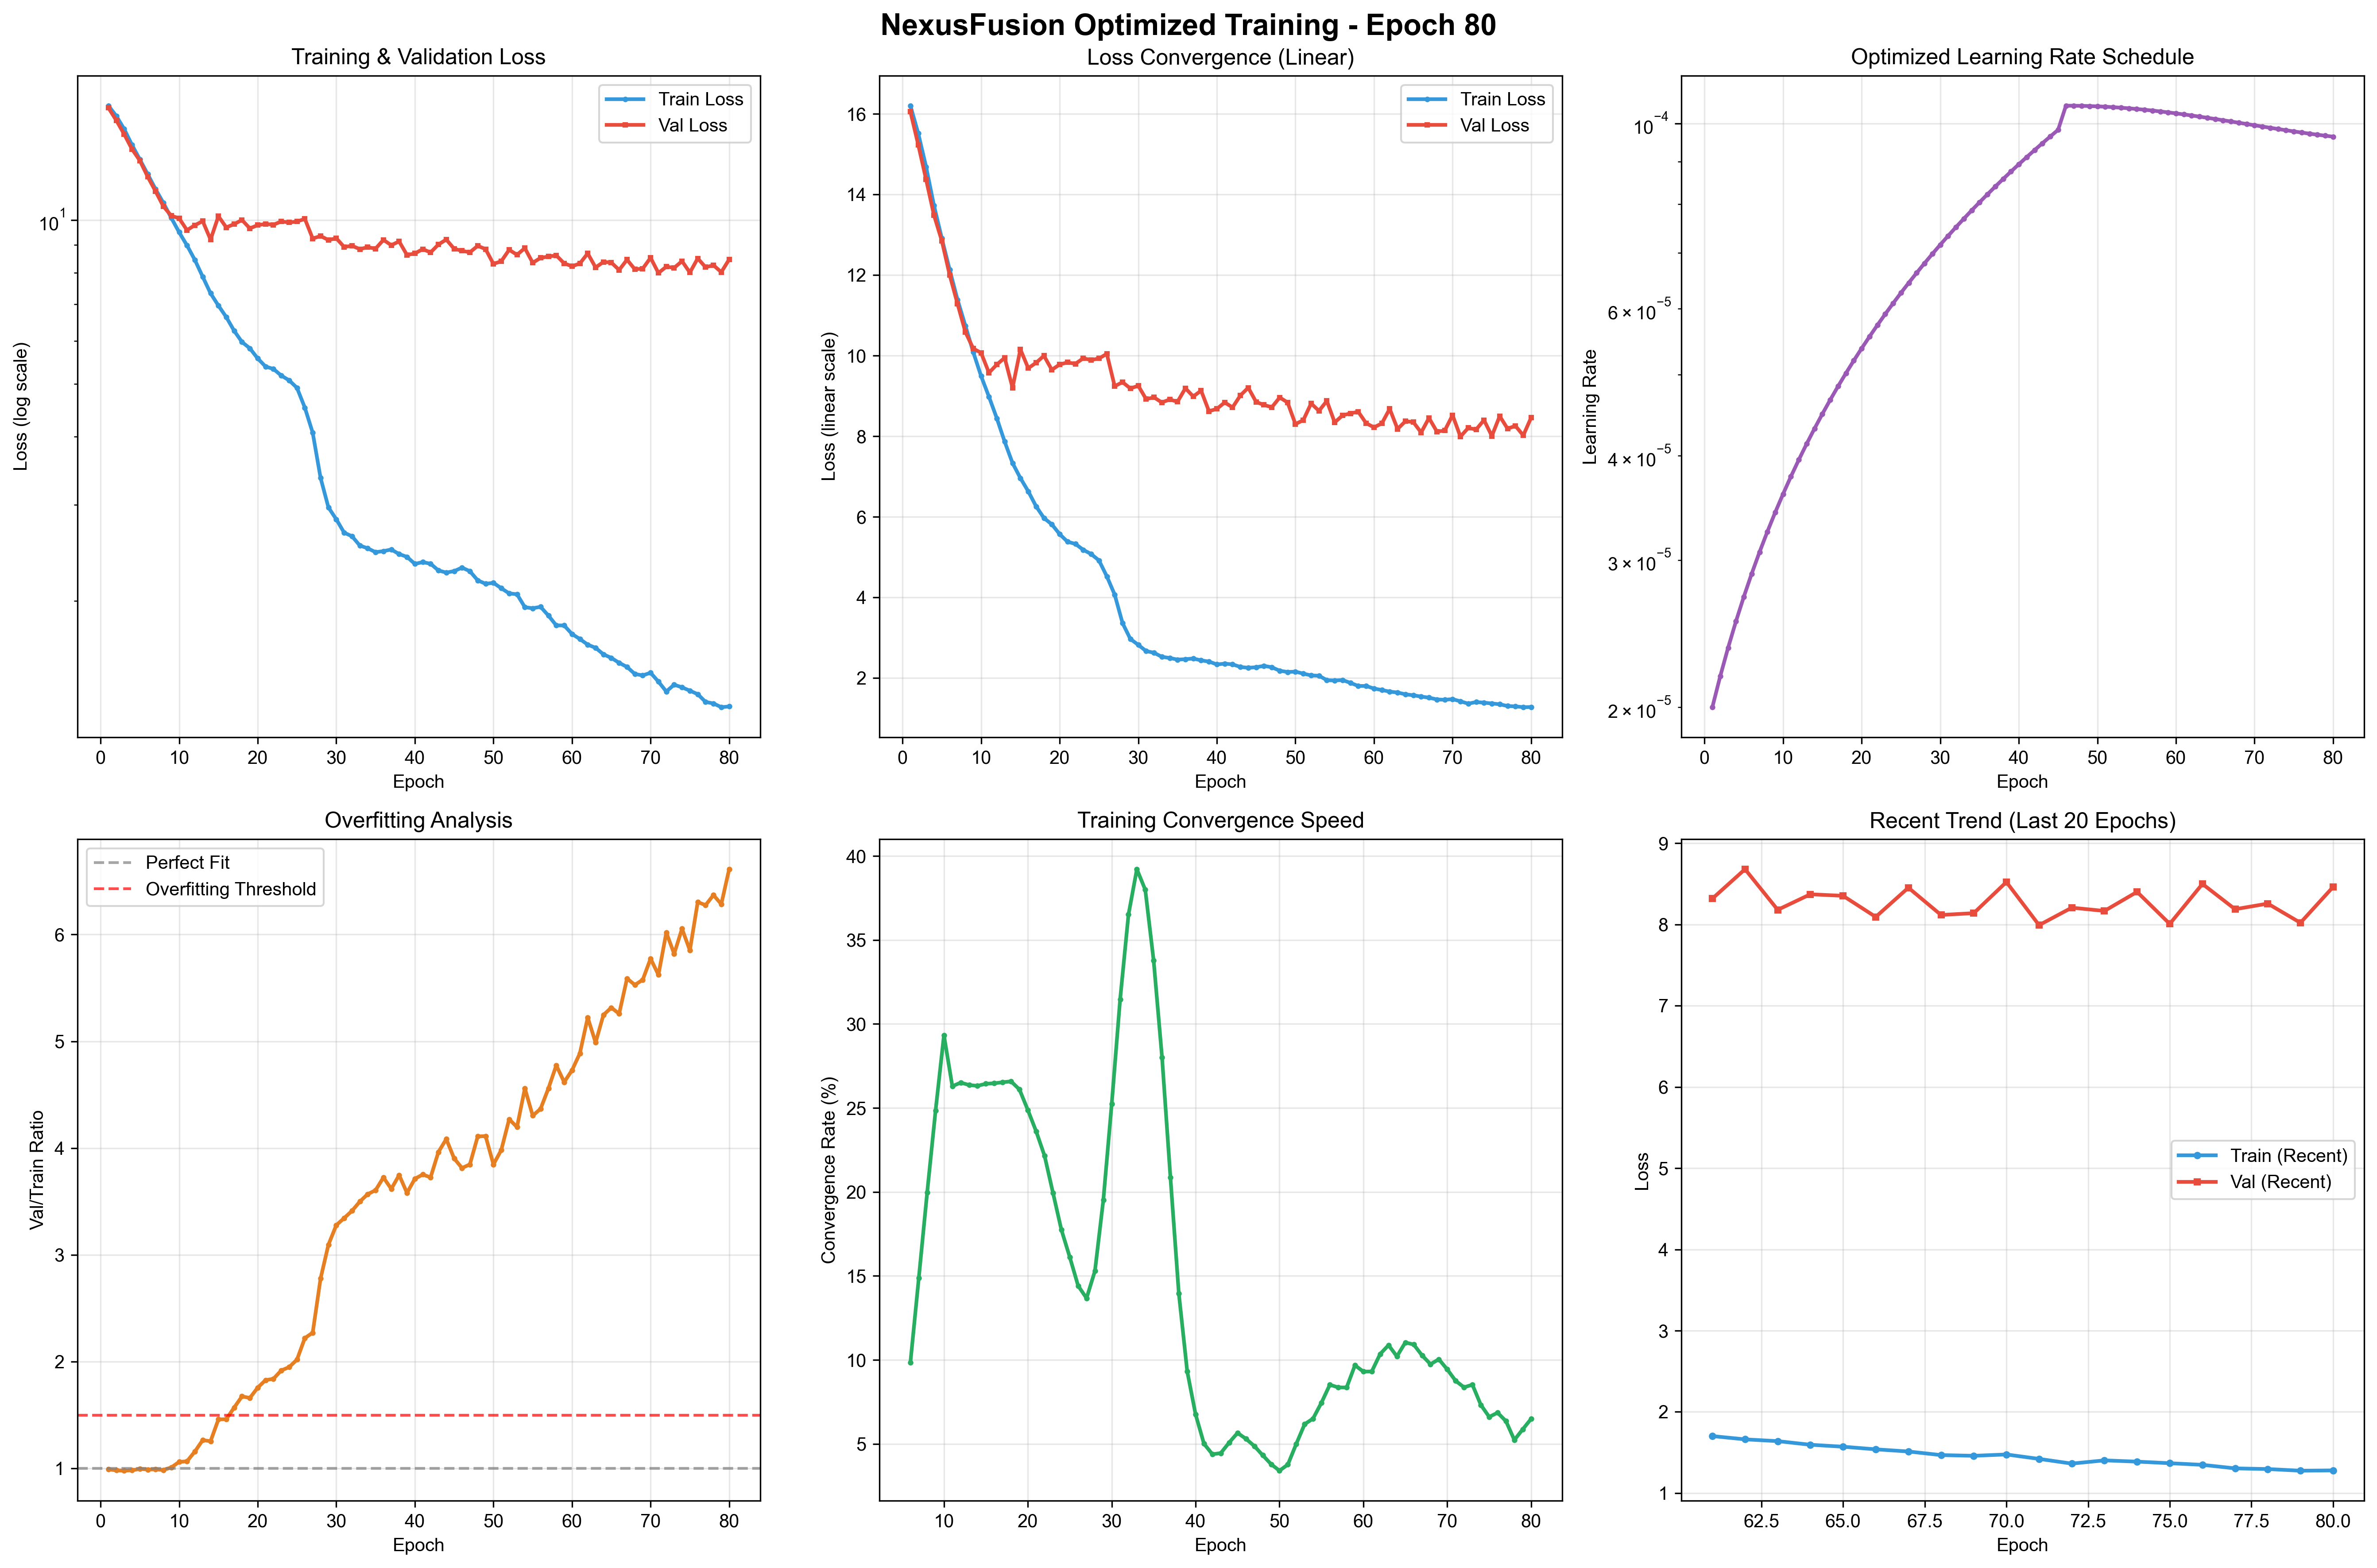 NexusFusion Optimized Training - Epoch 80
Training & Validation Loss
Train Loss
Val Loss
10^1
Loss (log scale)
0 10 20 30 40 50 60 70 80
Epoch
Loss Convergence (Linear)
Train Loss
Val Loss
16
14
12
10
8
6
4
2
Loss (linear scale)
0 10 20 30 40 50 60 70 80
Epoch
Optimized Learning Rate Schedule
10^−4
6 × 10^−5
4 × 10^−5
3 × 10^−5
2 × 10^−5
Learning Rate
0 10 20 30 40 50 60 70 80
Epoch
Overfitting Analysis
Perfect Fit
Overfitting Threshold
6
5
4
3
2
1
Val/Train Ratio
0 10 20 30 40 50 60 70 80
Epoch
Training Convergence Speed
40
35
30
25
20
15
10
5
Convergence Rate (%)
10 20 30 40 50 60 70 80
Epoch
Recent Trend (Last 20 Epochs)
9
8
7
6
5
4
3
2
1
Loss
Train (Recent)
Val (Recent)
62.5 65.0 67.5 70.0 72.5 75.0 77.5 80.0
Epoch